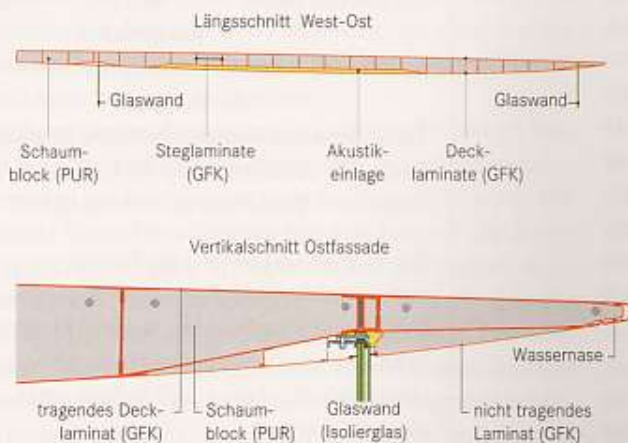 Längsschnitt West-Ost
Glaswand
Glaswand
Schaum-
block (PUR)
Steglaminate
(GFK)
Akustik-
einlage
Deck-
laminate (GFK)
Vertikalschnitt Ostfassade
Wassernase
tragendes Deck-
laminat (GFK)
Schaum-
block (PUR)
Glaswand
(Isolierglas)
nicht tragendes
Laminat (GFK)